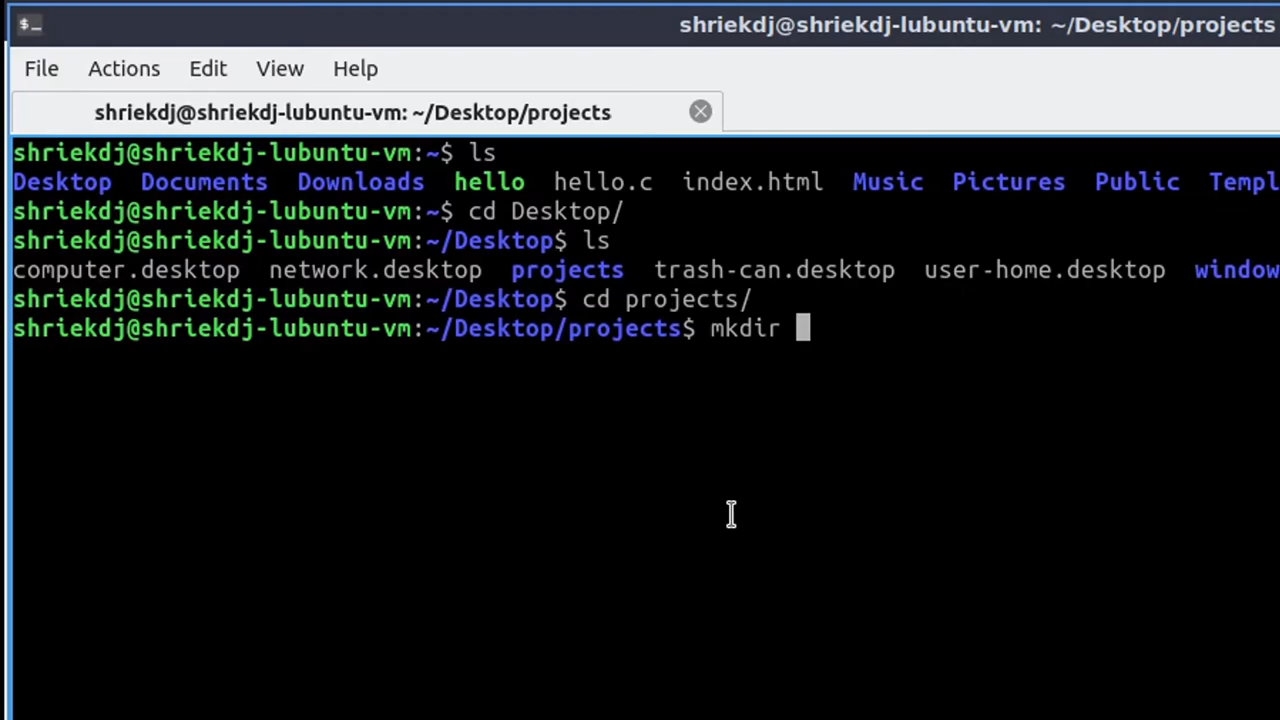 shriekdj@shriekdj-lubuntu-vm: ~/Desktop/projects
File Actions Edit View Help
shriekdj@shriekdj-lubuntu-vm: ~/Desktop/projects
shriekdj@shriekdj-lubuntu-vm:~$ ls
Desktop Documents Downloads hello hello.c index.html Music Pictures Public Templ
shriekdj@shriekdj-lubuntu-vm:~$ cd Desktop/
shriekdj@shriekdj-lubuntu-vm:~/Desktop$ ls
computer.desktop network.desktop projects trash-can.desktop user-home.desktop window
shriekdj@shriekdj-lubuntu-vm:~/Desktop$ cd projects/
shriekdj@shriekdj-lubuntu-vm:~/Desktop/projects$ mkdir